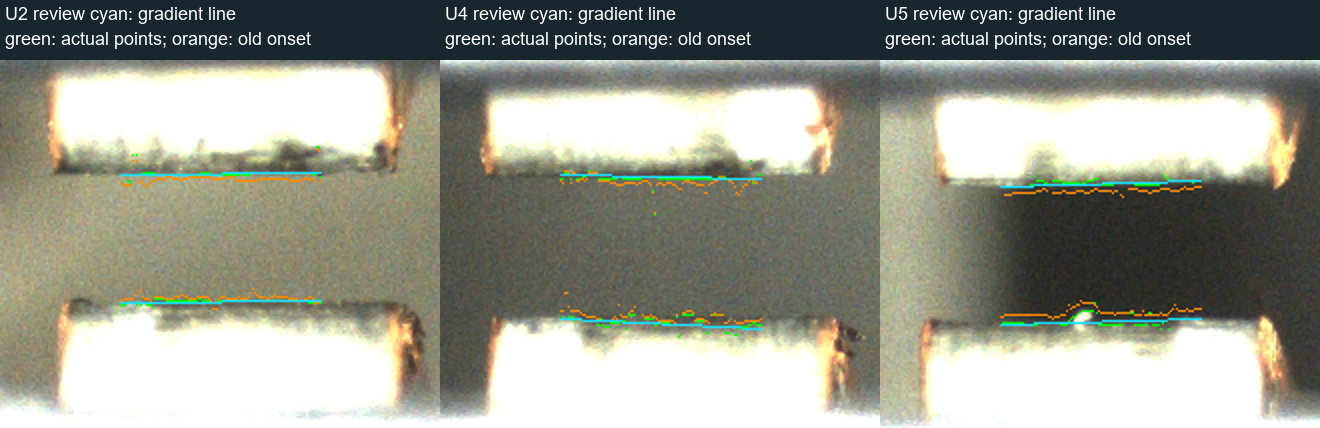 U2 review cyan: gradient line
green: actual points; orange: old onset
U4 review cyan: gradient line
green: actual points; orange: old onset
U5 review cyan: gradient line
green: actual points; orange: old onset